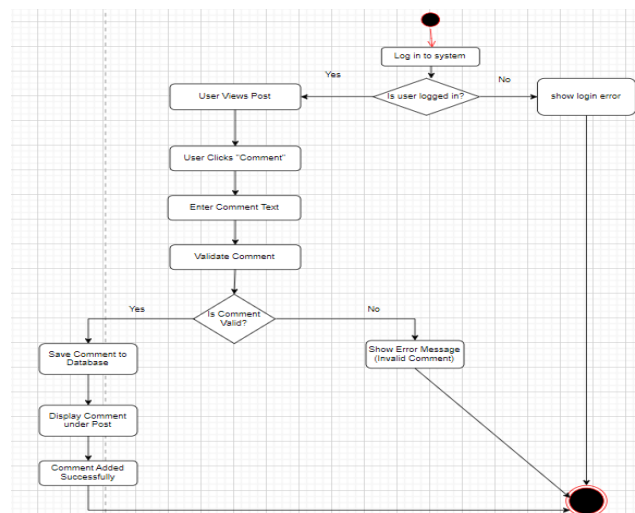 Log in to system
Yes
No
User Views Post
Is user logged in?
show login error
User Clicks "Comment"
Enter Comment Text
Validate Comment
Yes
Is Comment
Valid?
No
Save Comment to
Database
Show Error Message
(Invalid Comment)
Display Comment
under Post
Comment Added
Successfully